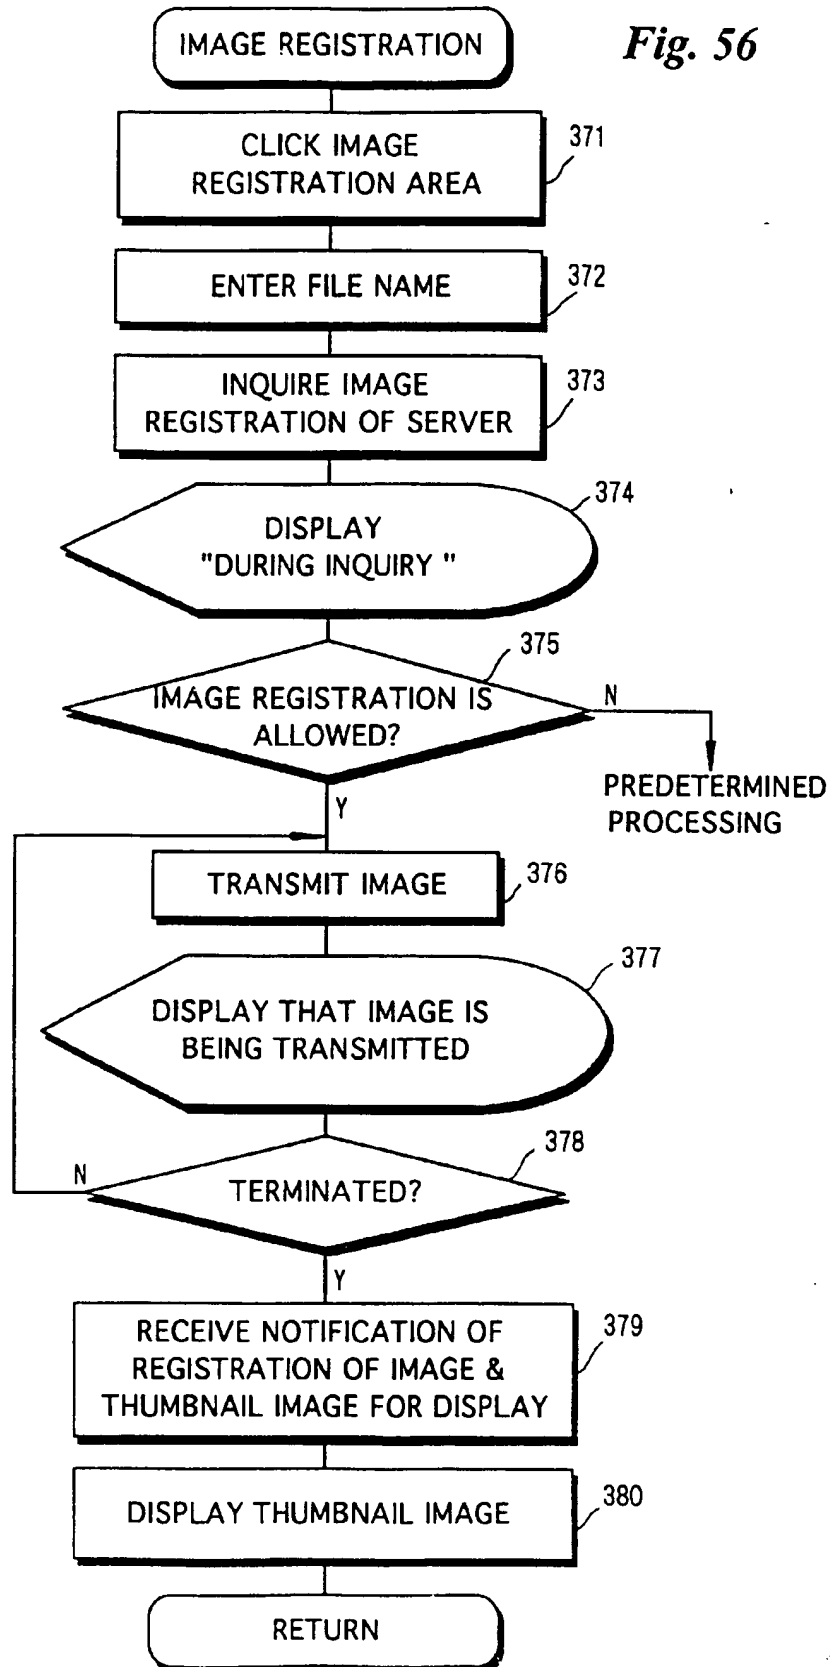 IMAGE REGISTRATION
Fig. 56
CLICK IMAGE
REGISTRATION AREA
371
ENTER FILE NAME
372
INQUIRE IMAGE
REGISTRATION OF SERVER
373
374
DISPLAY
"DURING INQUIRY "
375
IMAGE REGISTRATION IS
ALLOWED?
N
PREDETERMINED
PROCESSING
Y
TRANSMIT IMAGE
376
377
DISPLAY THAT IMAGE IS
BEING TRANSMITTED
378
N
TERMINATED?
Y
RECEIVE NOTIFICATION OF
REGISTRATION OF IMAGE &
THUMBNAIL IMAGE FOR DISPLAY
379
DISPLAY THUMBNAIL IMAGE
380
RETURN